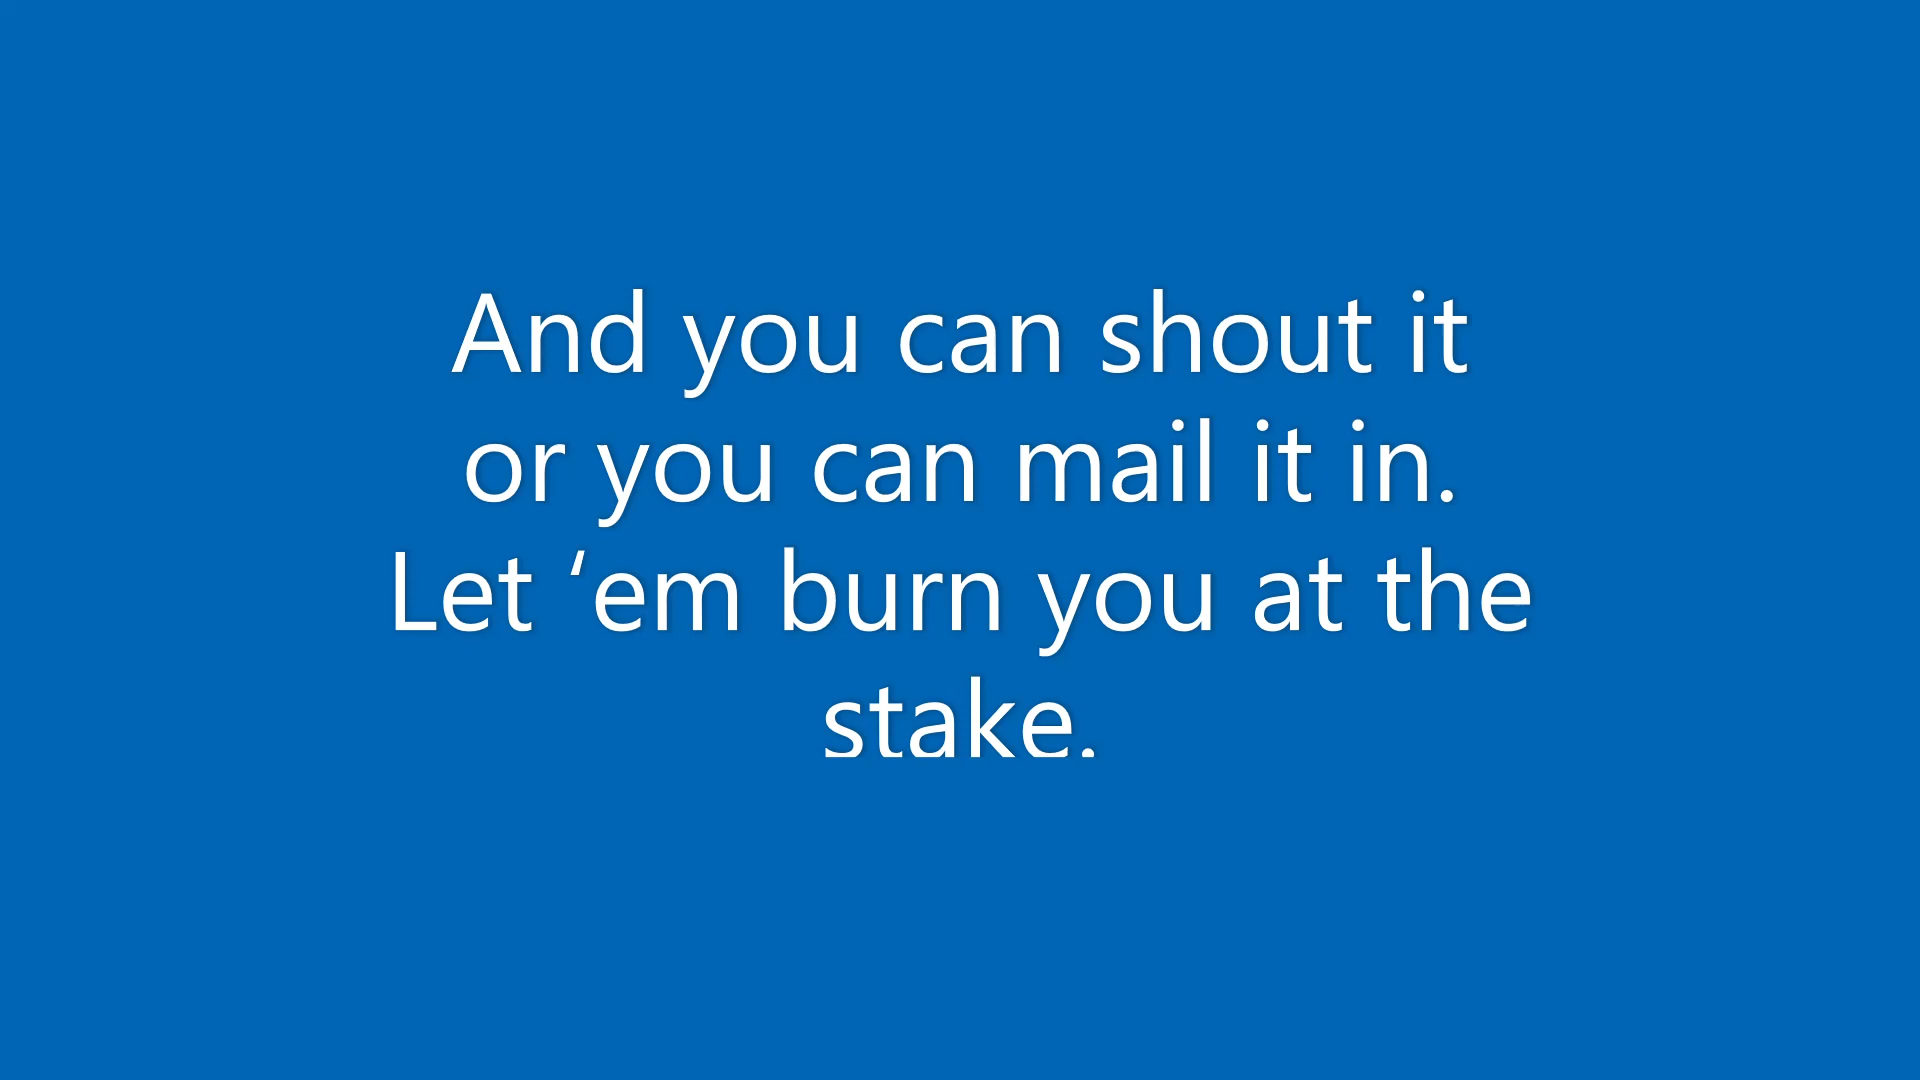 And you can shout it
or you can mail it in.
Let ‘em burn you at the
stake.